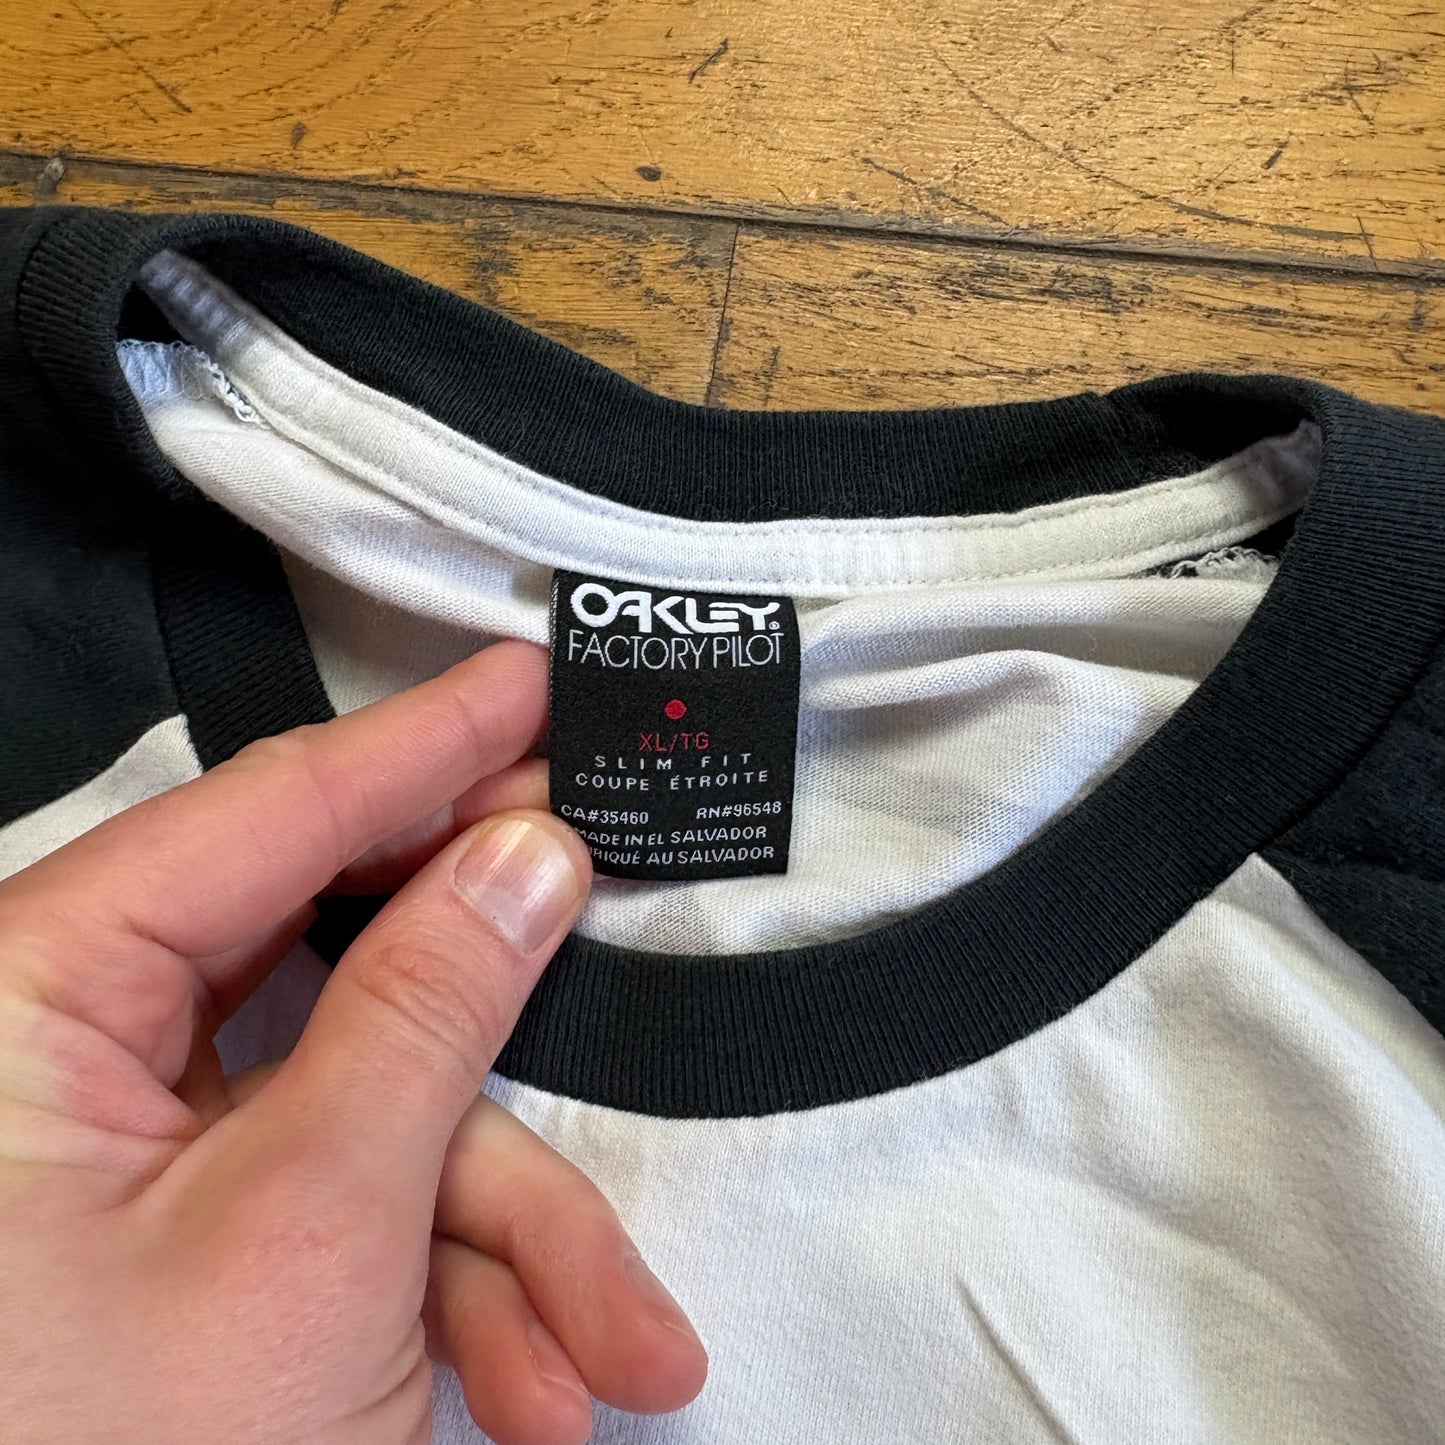 OAKLEY®
FACTORY PILOT
XL/TG
SLIM FIT
COUPE ÉTROITE
CA#35460 RN#96548
MADE IN EL SALVADOR
AU SALVADOR